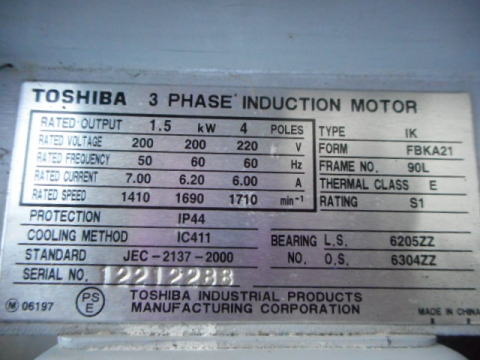 TOSHIBA 3 PHASE INDUCTION MOTOR
RATED OUTPUT 1.5 kW 4 POLES
RATED VOLTAGE 200 200 220 V
RATED FREQUENCY 50 60 60 Hz
RATED CURRENT 7.00 6.20 6.00 A
RATED SPEED 1410 1690 1710 min⁻¹
TYPE IK
FORM FBKA21
FRAME NO. 90L
THERMAL CLASS E
RATING S1
PROTECTION IP44
COOLING METHOD IC411
STANDARD JEC-2137-2000
SERIAL NO. 12212288
BEARING L.S. 6205ZZ
NO. O.S. 6304ZZ
M 06197
PS E
TOSHIBA INDUSTRIAL PRODUCTS
MANUFACTURING CORPORATION
MADE IN CHINA